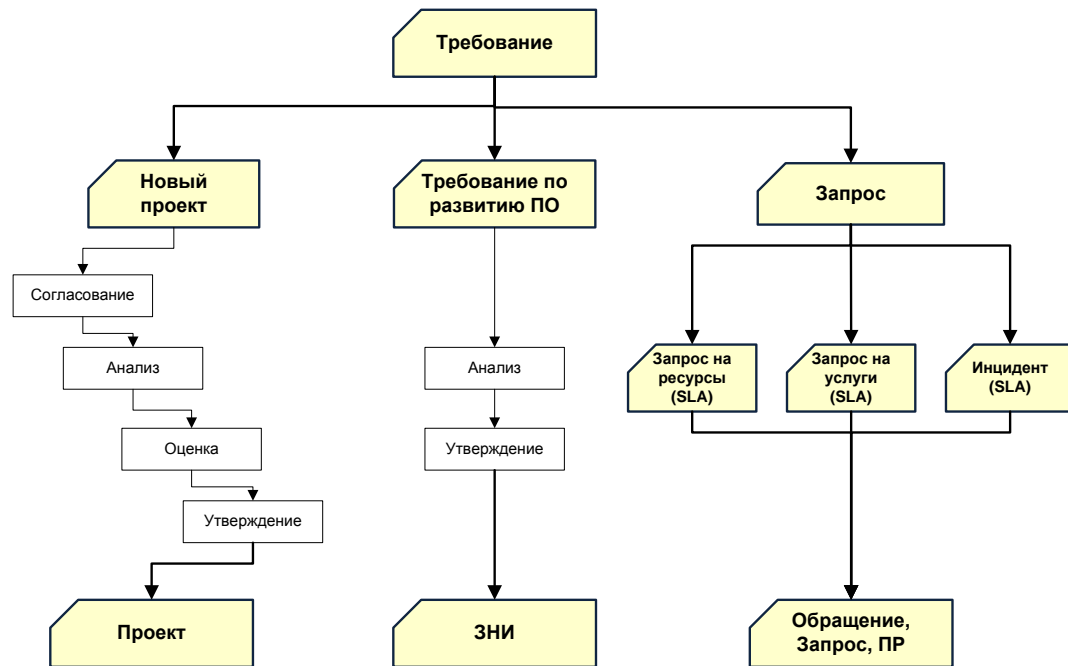 Требование
Новый
проект
Требование по
развитию ПО
Запрос
Согласование
Анализ
Оценка
Утверждение
Анализ
Утверждение
Запрос на
ресурсы
(SLA)
Запрос на
услуги
(SLA)
Инцидент
(SLA)
Проект
ЗНИ
Обращение,
Запрос, ПР